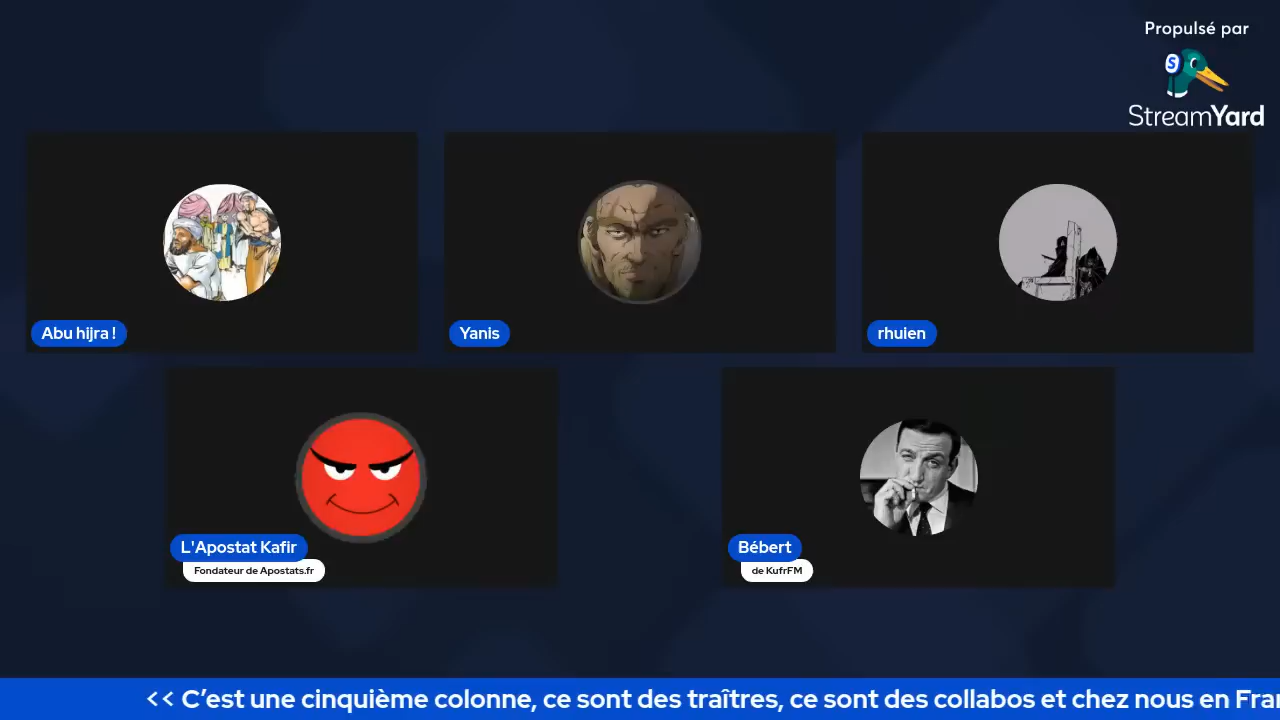 Propulsé par
S
StreamYard
Abu hijra !
Yanis
rhuien
L'Apostat Kafir
Fondateur de Apostats.fr
Bébert
de KufrFM
<< C’est une cinquième colonne, ce sont des traîtres, ce sont des collabos et chez nous en